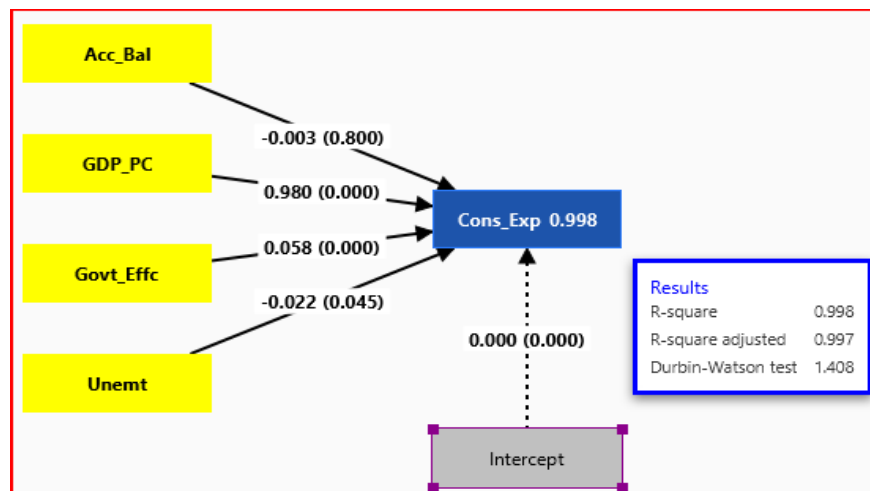 Acc_Bal
-0.003 (0.800)
GDP_PC
0.980 (0.000)
Cons_Exp 0.998
Govt_Effc
0.058 (0.000)
-0.022 (0.045)
Unemt
0.000 (0.000)
Intercept
Results
R-square 0.998
R-square adjusted 0.997
Durbin-Watson test 1.408